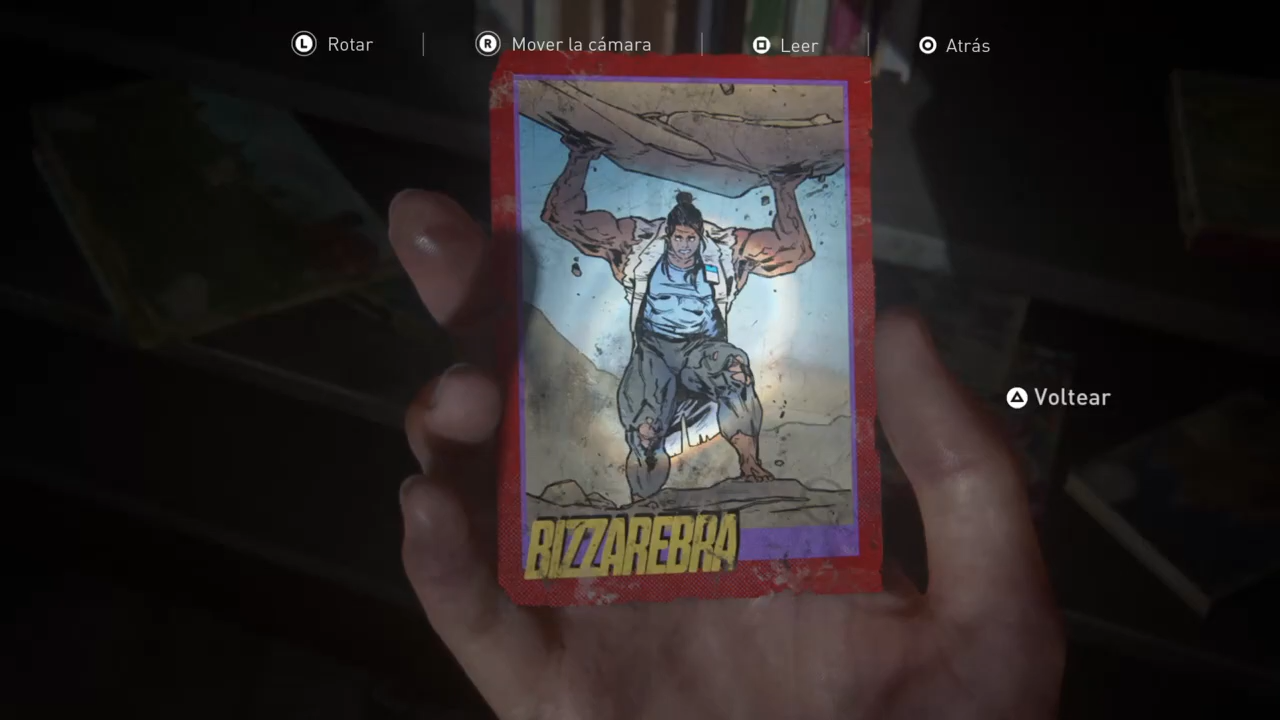 L Rotar
R Mover la cámara
Leer
Atrás
Voltear
BIZZAREBRA